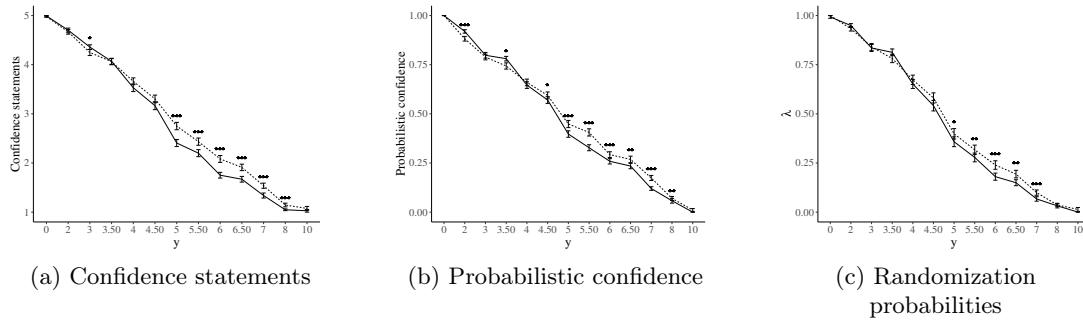 Confidence statements
5
4
3
2
1
0 2 3 3.50 4 4.50 5 5.50 6 6.50 7 8 10
y
(a) Confidence statements
Probabilistic confidence
1.00
0.75
0.50
0.25
0.00
0 2 3 3.50 4 4.50 5 5.50 6 6.50 7 8 10
y
(b) Probabilistic confidence
λ
1.00
0.75
0.50
0.25
0.00
0 2 3 3.50 4 4.50 5 5.50 6 6.50 7 8 10
y
(c) Randomization
probabilities